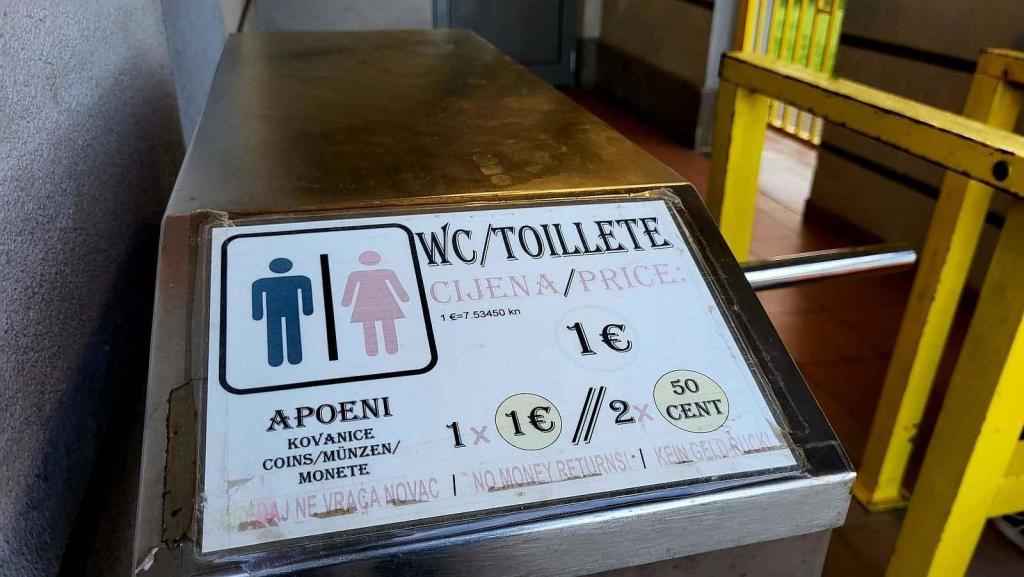 WC/TOILLETE
CIJENA/PRICE:
1 €=7.53450 kn
1€
APOENI
KOVANICE
COINS/MÜNZEN/
MONETE
1 x 1€ // 2x 50 CENT
NE VRAĆA NOVAC | NO MONEY RETURNS! | KEIN GELD RÜCK!